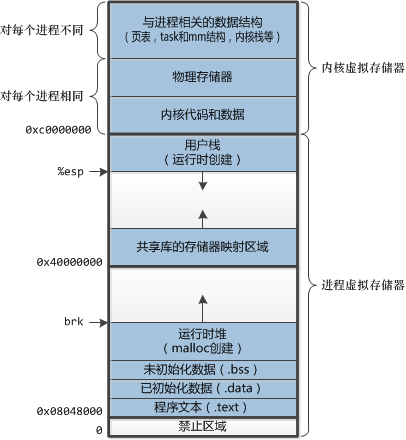 对每个进程不同
与进程相关的数据结构
（页表，task和mm结构，内核栈等）
物理存储器
内核虚拟存储器
对每个进程相同
内核代码和数据
0xc0000000
用户栈
（运行时创建）
%esp
共享库的存储器映射区域
0x40000000
进程虚拟存储器
brk
运行时堆
（malloc创建）
未初始化数据（.bss）
已初始化数据（.data）
程序文本（.text）
0x08048000
禁止区域
0